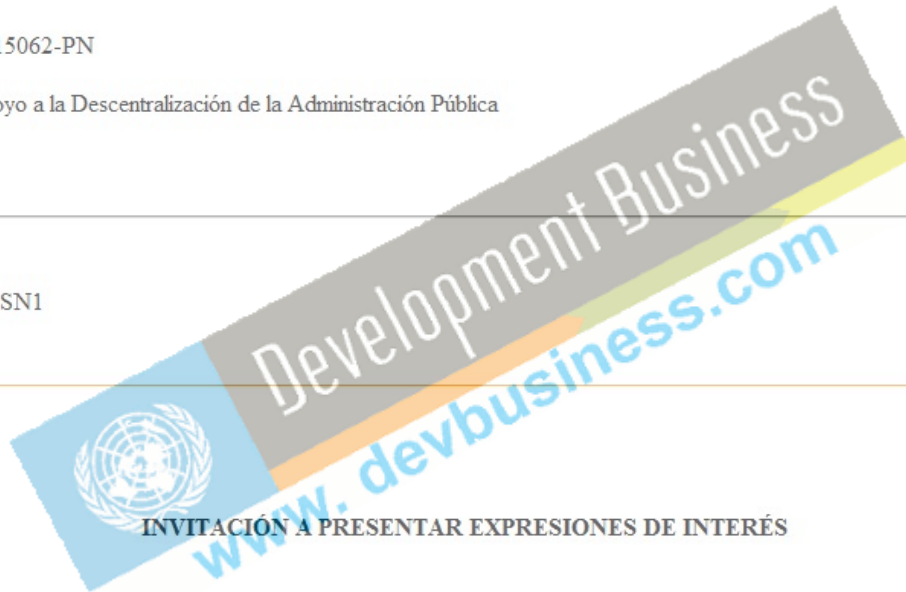 15062-PN
oyo a la Descentralización de la Administración Pública
SN1
Development Business
www.devbusiness.com
INVITACIÓN A PRESENTAR EXPRESIONES DE INTERÉS